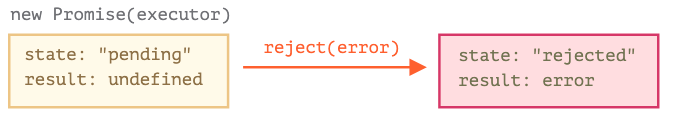 new Promise(executor)
state: "pending"
result: undefined
reject(error)
state: "rejected"
result: error